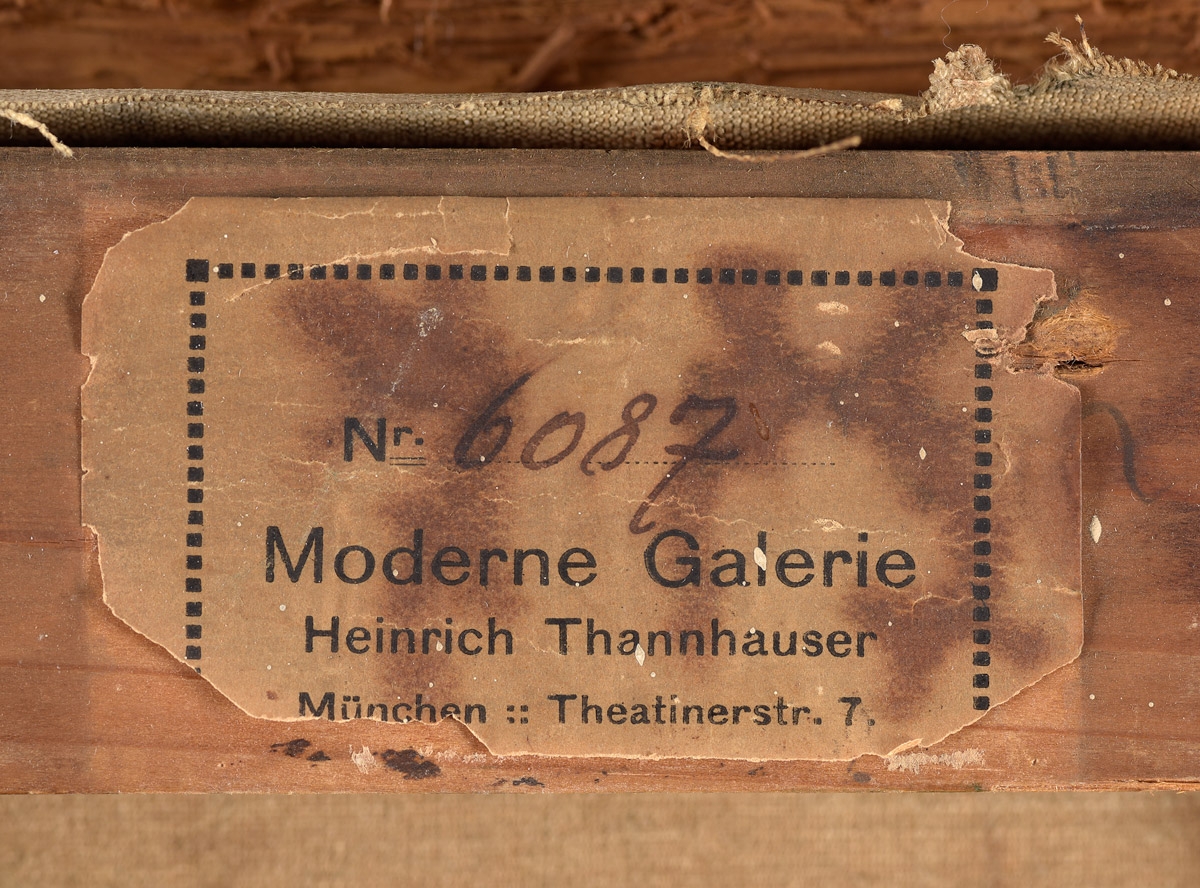 Nr. 6087
Moderne Galerie
Heinrich Thannhauser
München :: Theatinerstr. 7.